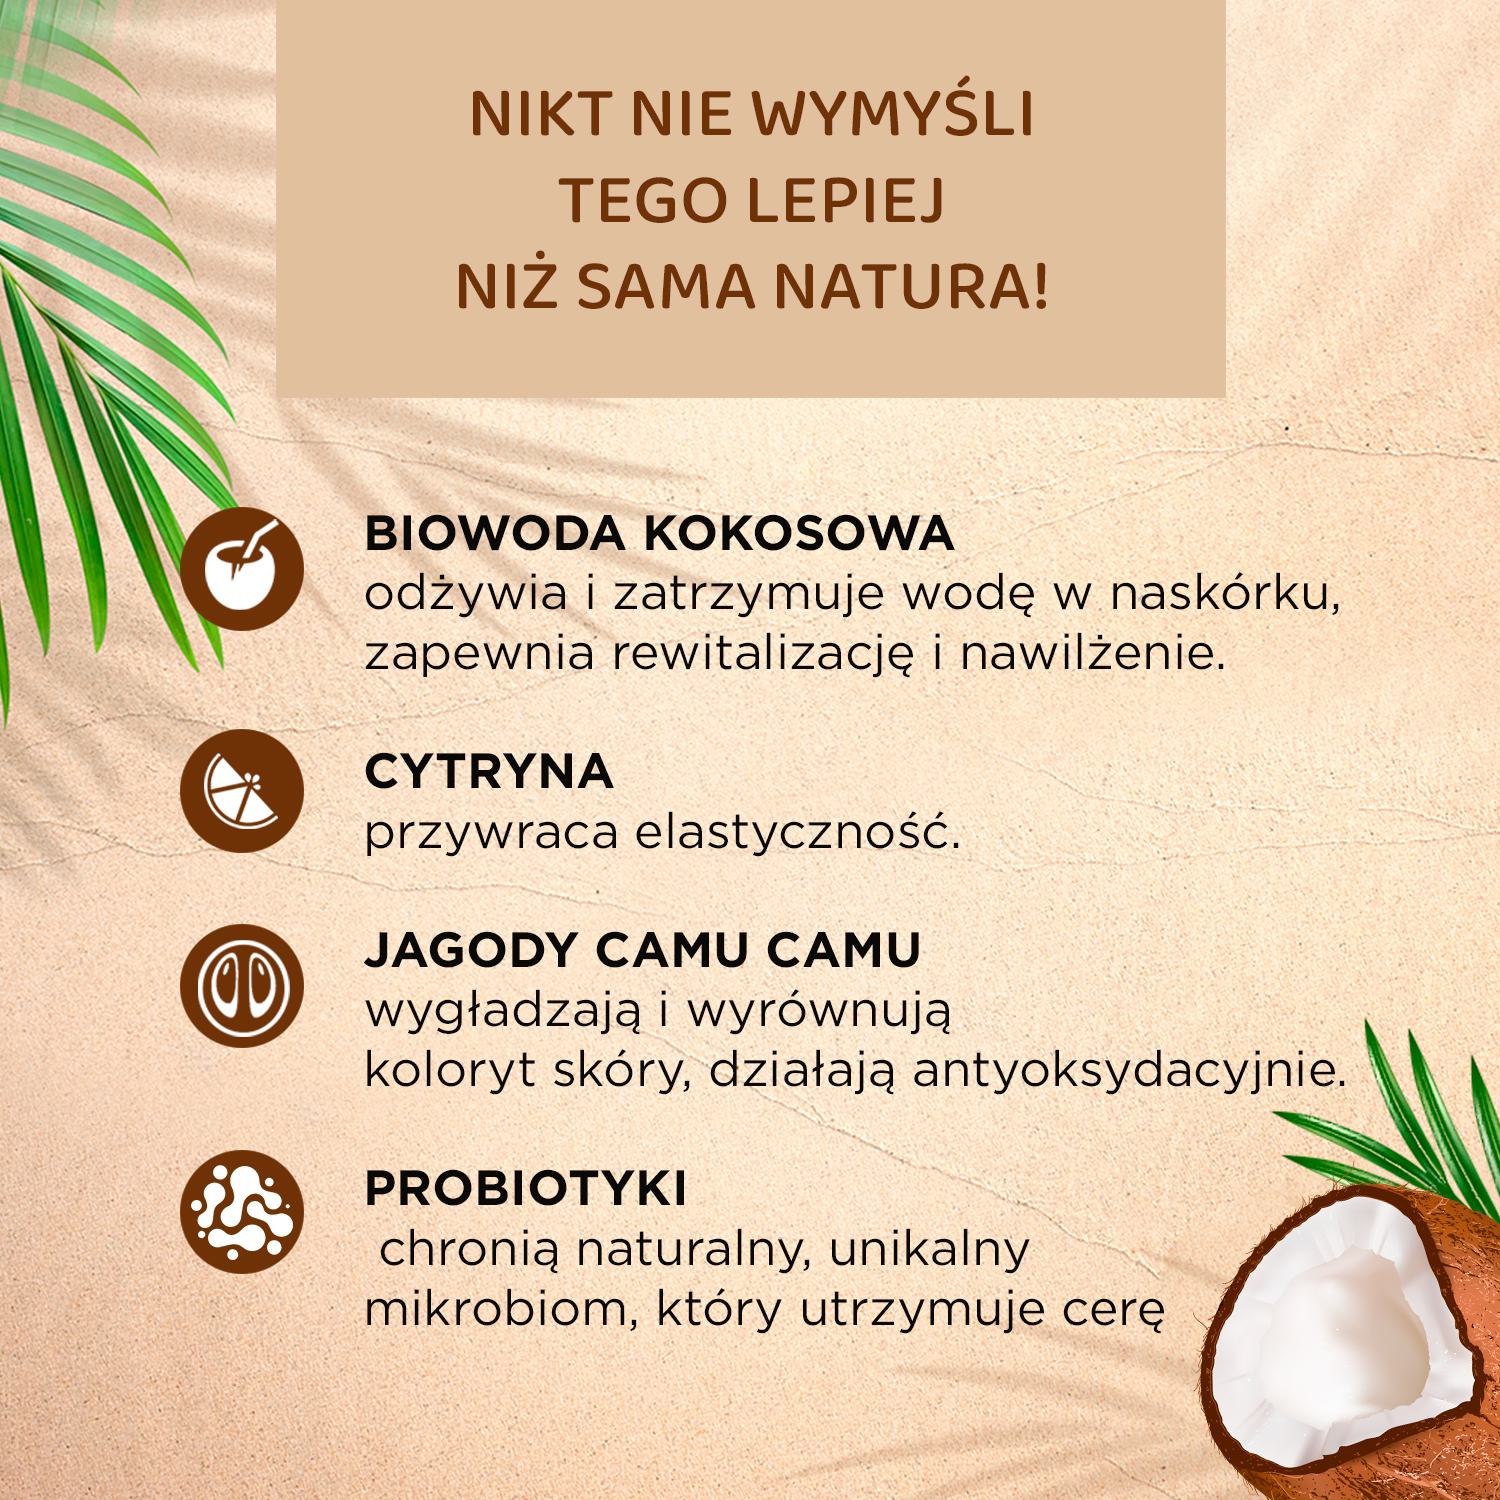 NIKT NIE WYMYŚLI
TEGO LEPIEJ
NIŻ SAMA NATURA!
BIOWODA KOKOSOWA
odżywia i zatrzymuje wodę w naskórku,
zapewnia rewitalizację i nawilżenie.
CYTRYNA
przywraca elastyczność.
JAGODY CAMU CAMU
wygładzają i wyrównują
koloryt skóry, działają antyoksydacyjnie.
PROBIOTYKI
chronią naturalny, unikalny
mikrobiom, który utrzymuje cerę